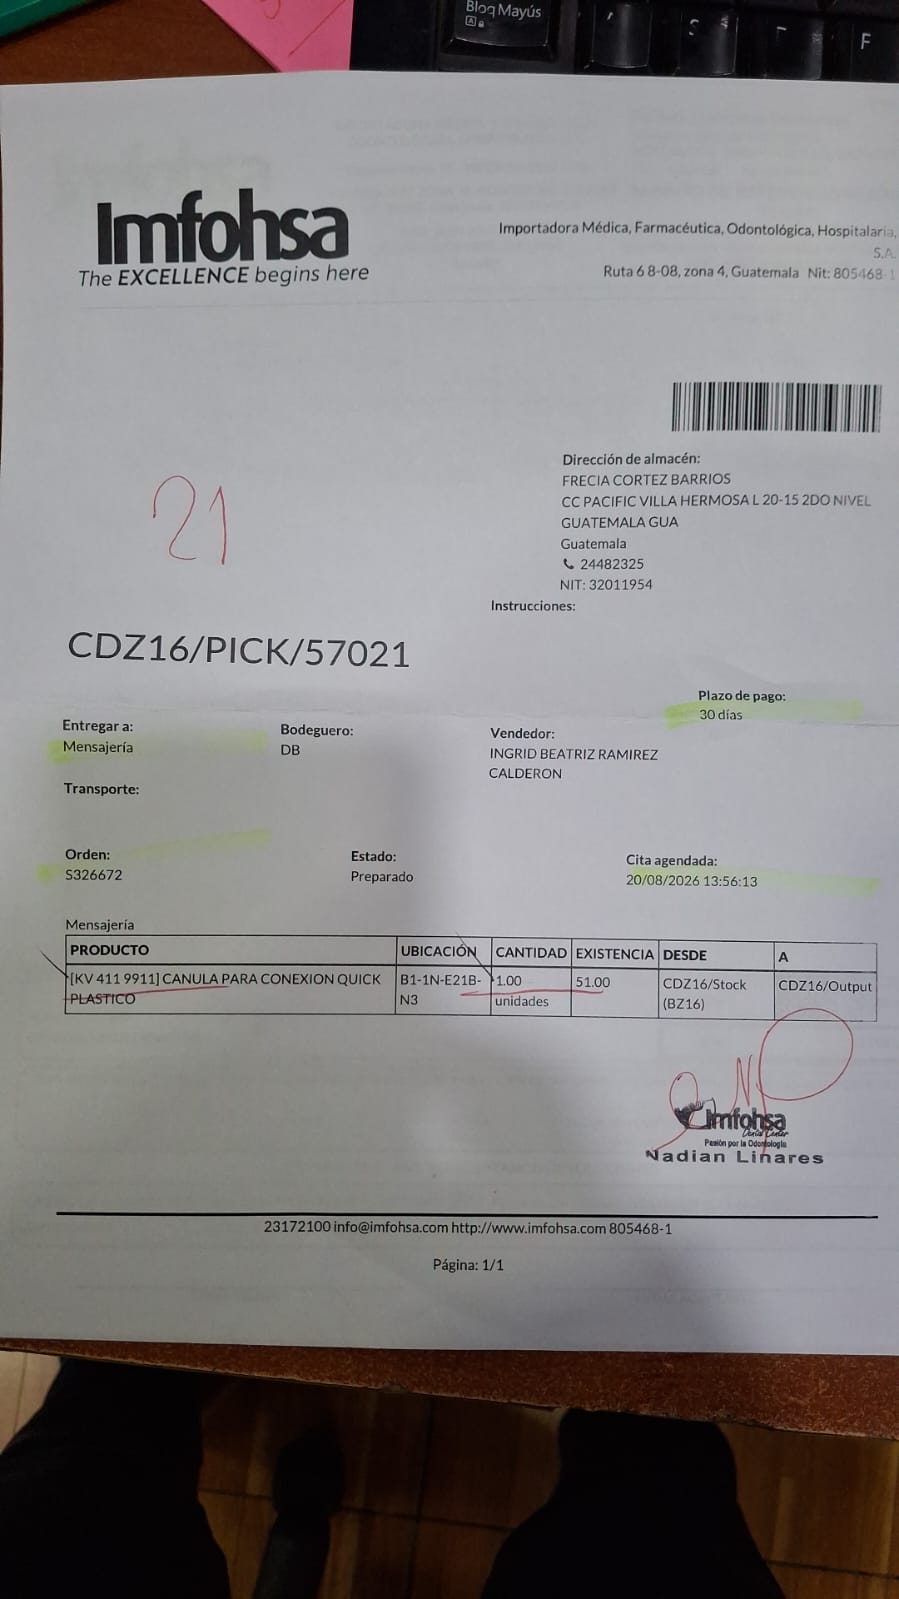 Bloq Mayús
F
Imfohsa
The EXCELLENCE begins here
Importadora Médica, Farmacéutica, Odontológica, Hospitalaria,
S.A.
Ruta 6 8-08, zona 4, Guatemala Nit: 805468-1
21
Dirección de almacén:
FRECIA CORTEZ BARRIOS
CC PACIFIC VILLA HERMOSA L 20-15 2DO NIVEL
GUATEMALA GUA
Guatemala
24482325
NIT: 32011954
Instrucciones:
CDZ16/PICK/57021
Plazo de pago:
30 días
Entregar a:
Mensajería
Bodeguero:
DB
Vendedor:
INGRID BEATRIZ RAMIREZ
CALDERON
Transporte:
Orden:
S326672
Estado:
Preparado
Cita agendada:
20/08/2026 13:56:13
Mensajería
PRODUCTO UBICACIÓN CANTIDAD EXISTENCIA DESDE A
[KV 411 9911] CANULA PARA CONEXION QUICK B1-1N-E21B- 1.00 51.00 CDZ16/Stock CDZ16/Output
PLASTICO N3 unidades (BZ16)
Imfohsa
Dental Center
Pasión por la Odontología
Nadian Linares
23172100 info@imfohsa.com http://www.imfohsa.com 805468-1
Página: 1/1